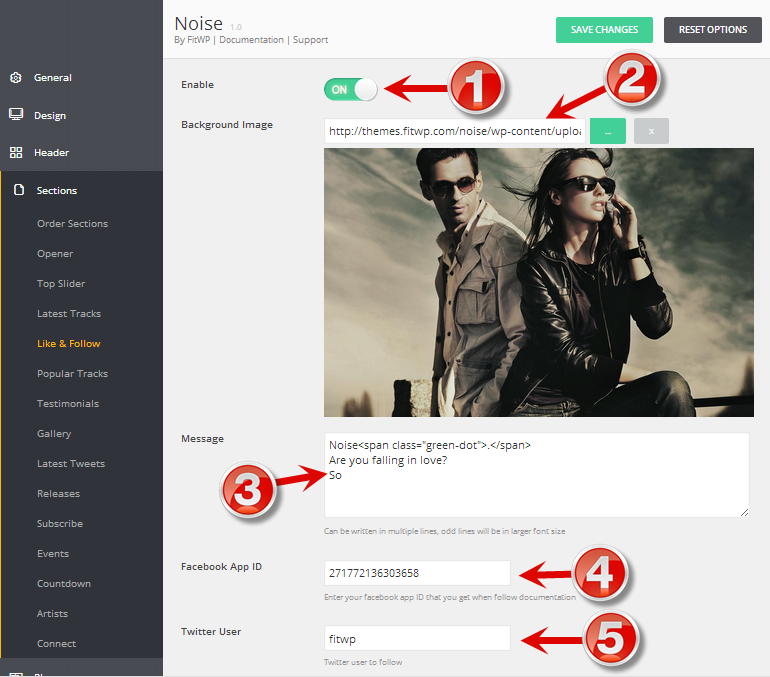 Noise 1.0
By FitWP | Documentation | Support
SAVE CHANGES
RESET OPTIONS
General
Design
Header
Sections
Order Sections
Opener
Top Slider
Latest Tracks
Like & Follow
Popular Tracks
Testimonials
Gallery
Latest Tweets
Releases
Subscribe
Events
Countdown
Artists
Connect
Enable
ON
1
2
Background Image
http://themes.fitwp.com/noise/wp-content/uploa
...
x
Message
Noise<span class="green-dot">.</span>
Are you falling in love?
So
3
Can be written in multiple lines, odd lines will be in larger font size
Facebook App ID
271772136303658
4
Enter your facebook app ID that you get when follow documentation
Twitter User
fitwp
5
Twitter user to follow